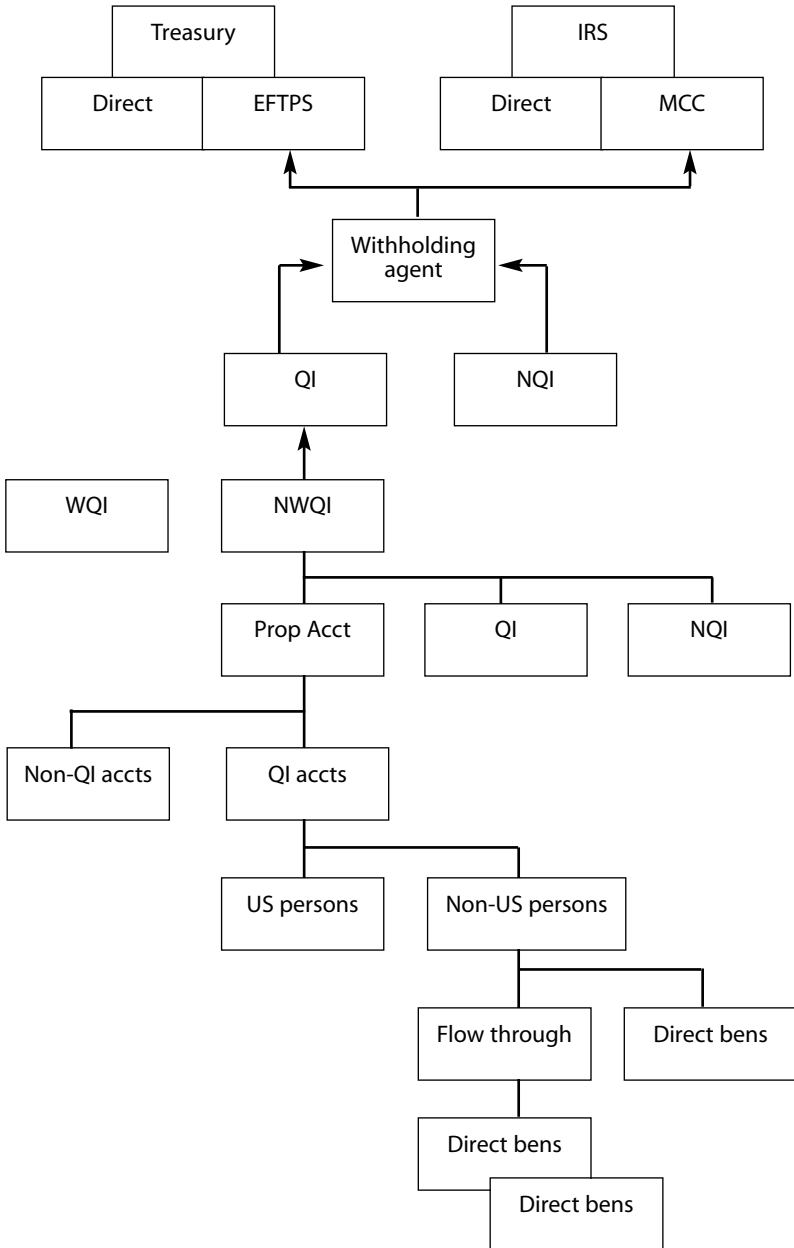 Treasury
IRS
Direct
EFTPS
Direct
MCC
Withholding
agent
QI
NQI
WQI
NWQI
Prop Acct
QI
NQI
Non-QI accts
QI accts
US persons
Non-US persons
Flow through
Direct bens
Direct bens
Direct bens